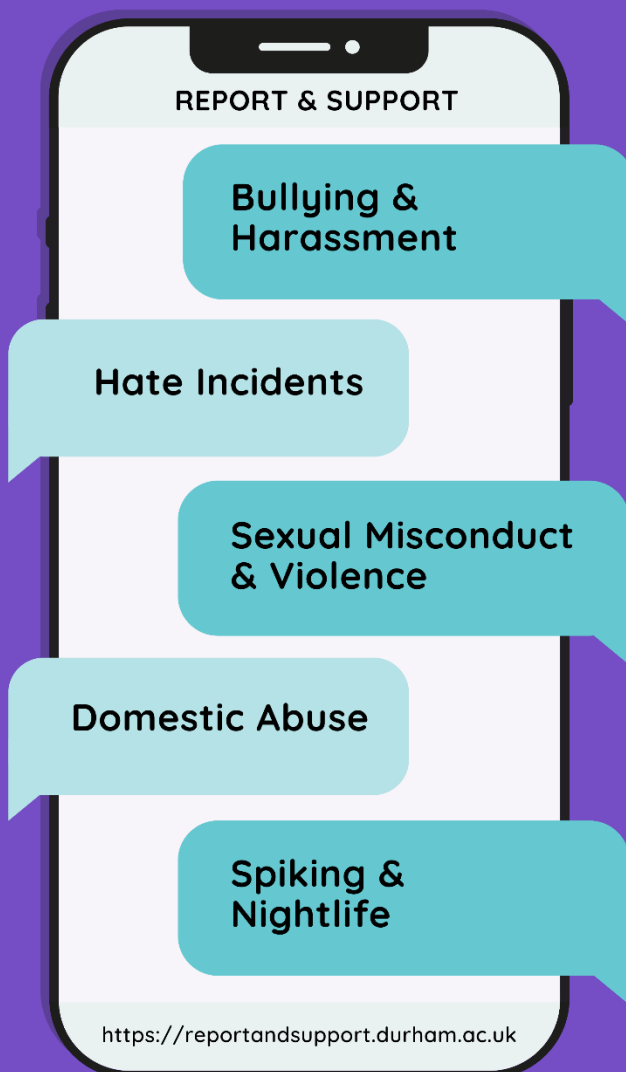 REPORT & SUPPORT
Bullying &
Harassment
Hate Incidents
Sexual Misconduct
& Violence
Domestic Abuse
Spiking &
Nightlife
https://reportandsupport.durham.ac.uk